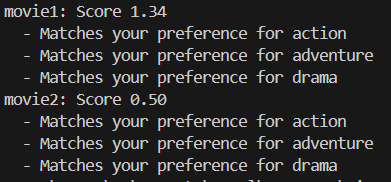 movie1: Score 1.34
- Matches your preference for action
- Matches your preference for adventure
- Matches your preference for drama
movie2: Score 0.50
- Matches your preference for action
- Matches your preference for adventure
- Matches your preference for drama